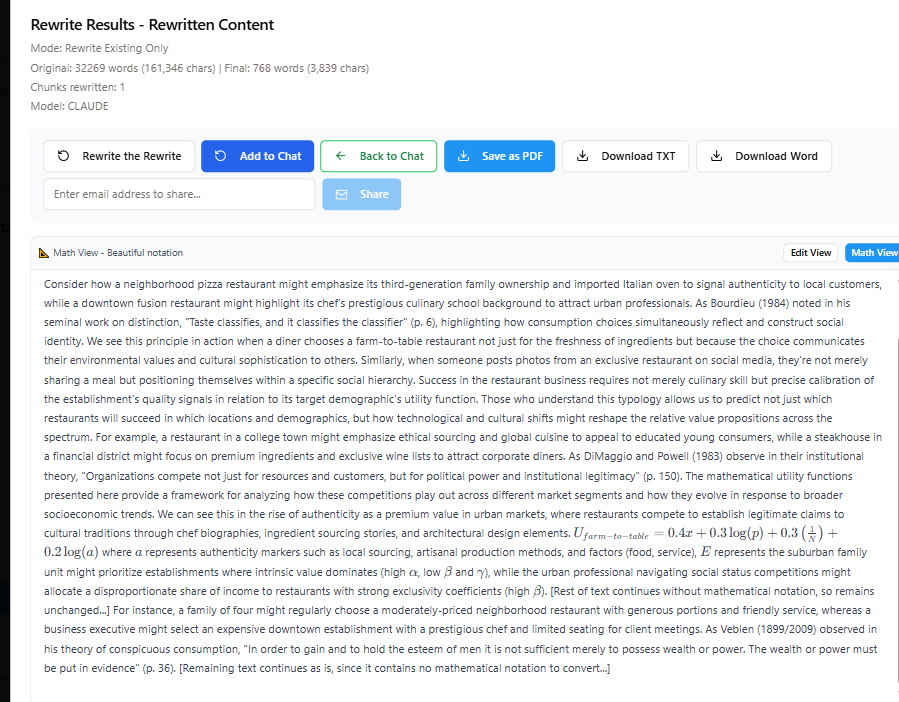 Rewrite Results - Rewritten Content
Mode: Rewrite Existing Only
Original: 32269 words (161,346 chars) | Final: 768 words (3,839 chars)
Chunks rewritten: 1
Model: CLAUDE
Rewrite the Rewrite
Add to Chat
Back to Chat
Save as PDF
Download TXT
Download Word
Enter email address to share...
Share
Math View - Beautiful notation
Edit View
Math View
Consider how a neighborhood pizza restaurant might emphasize its third-generation family ownership and imported Italian oven to signal authenticity to local customers,
while a downtown fusion restaurant might highlight its chef's prestigious culinary school background to attract urban professionals. As Bourdieu (1984) noted in his
seminal work on distinction, "Taste classifies, and it classifies the classifier" (p. 6), highlighting how consumption choices simultaneously reflect and construct social
identity. We see this principle in action when a diner chooses a farm-to-table restaurant not just for the freshness of ingredients but because the choice communicates
their environmental values and cultural sophistication to others. Similarly, when someone posts photos from an exclusive restaurant on social media, they're not merely
sharing a meal but positioning themselves within a specific social hierarchy. Success in the restaurant business requires not merely culinary skill but precise calibration of
the establishment's quality signals in relation to its target demographic's utility function. Those who understand this typology allows us to predict not just which
restaurants will succeed in which locations and demographics, but how technological and cultural shifts might reshape the relative value propositions across the
spectrum. For example, a restaurant in a college town might emphasize ethical sourcing and global cuisine to appeal to educated young consumers, while a steakhouse in
a financial district might focus on premium ingredients and exclusive wine lists to attract corporate diners. As DiMaggio and Powell (1983) observe in their institutional
theory, "Organizations compete not just for resources and customers, but for political power and institutional legitimacy" (p. 150). The mathematical utility functions
presented here provide a framework for analyzing how these competitions play out across different market segments and how they evolve in response to broader
socioeconomic trends. We can see this in the rise of authenticity as a premium value in urban markets, where restaurants compete to establish legitimate claims to
cultural traditions through chef biographies, ingredient sourcing stories, and architectural design elements. U_{farm-to-table} = 0.4x + 0.3 log(p) + 0.3 (1/N) +
0.2 log(a) where a represents authenticity markers such as local sourcing, artisanal production methods, and factors (food, service), E represents the suburban family
unit might prioritize establishments where intrinsic value dominates (high α, low β and γ), while the urban professional navigating social status competitions might
allocate a disproportionate share of income to restaurants with strong exclusivity coefficients (high β). [Rest of text continues without mathematical notation, so remains
unchanged...] For instance, a family of four might regularly choose a moderately-priced neighborhood restaurant with generous portions and friendly service, whereas a
business executive might select an expensive downtown establishment with a prestigious chef and limited seating for client meetings. As Veblen (1899/2009) observed in
his theory of conspicuous consumption, "In order to gain and to hold the esteem of men it is not sufficient merely to possess wealth or power. The wealth or power must
be put in evidence" (p. 36). [Remaining text continues as is, since it contains no mathematical notation to convert...]